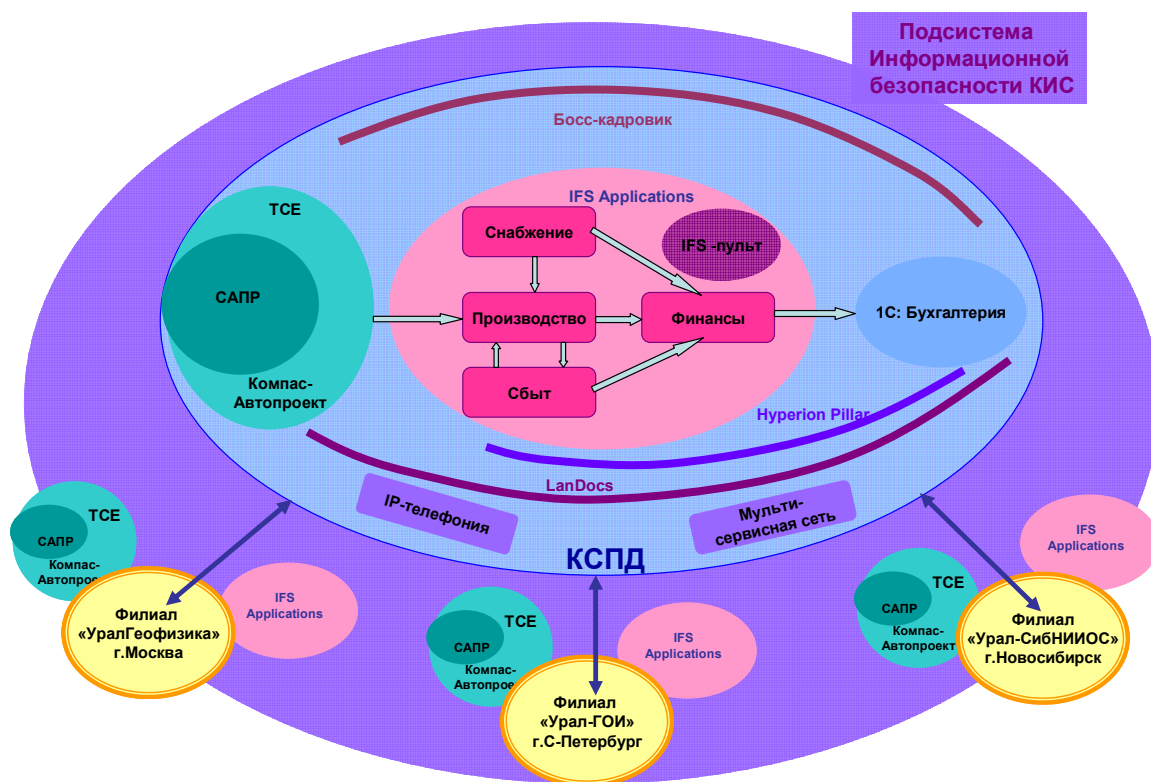 Подсистема
Информационной
безопасности КИС
Босс-кадровик
TCE
IFS Applications
Снабжение
IFS -пульт
САПР
Производство
Финансы
1С: Бухгалтерия
Компас-
Автопроект
Сбыт
Hyperion Pillar
LanDocs
IP-телефония
Мульти-
сервисная сеть
КСПД
TCE
САПР
Компас-
Автопрое
IFS
Applications
Филиал
«УралГеофизика»
г.Москва
TCE
САПР
Компас-
Автопроект
IFS
Applications
Филиал
«Урал-ГОИ»
г.С-Петербург
IFS
Applications
TCE
САПР
Компас-
Автопроект
Филиал
«Урал-СибНИИОС»
г.Новосибирск